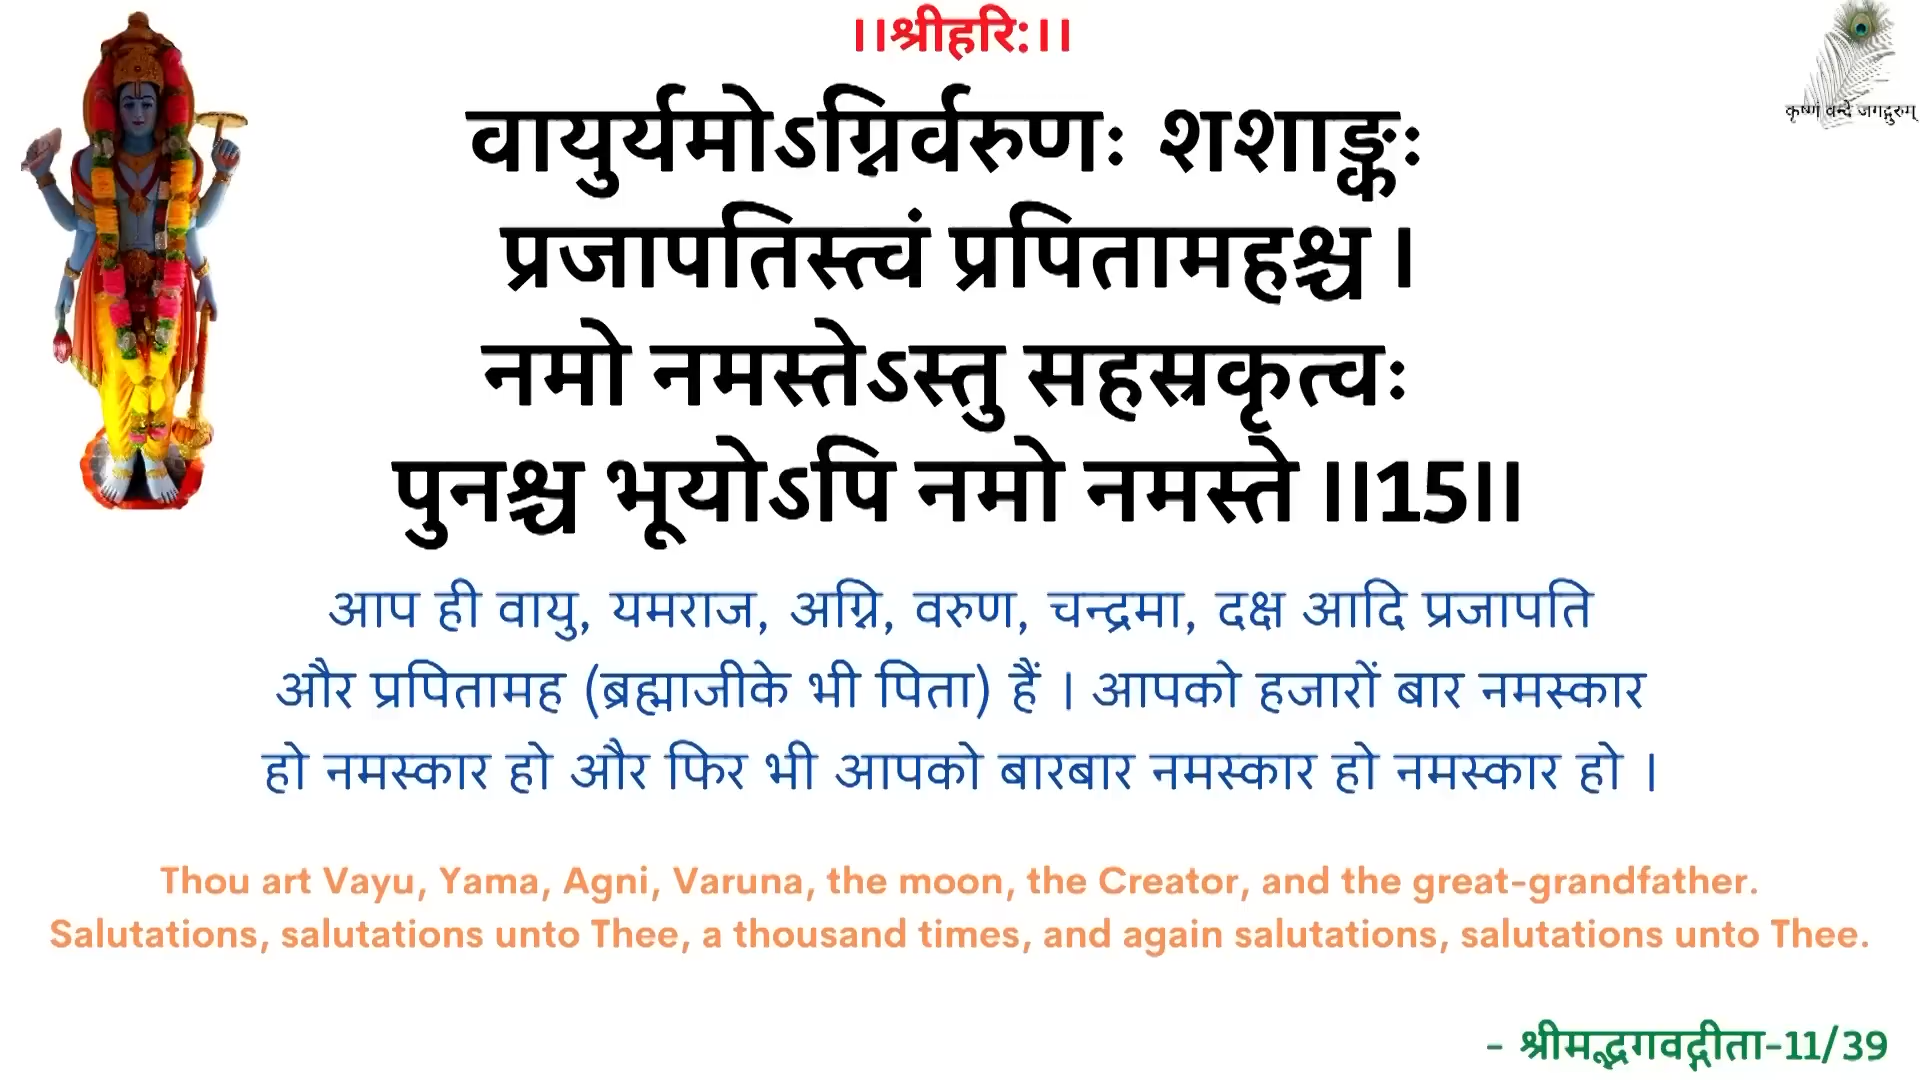 ।।श्रीहरि:।।
कृष्णं वन्दे जगद्गुरुम्
वायुर्यमोऽग्निर्वरुणः शशाङ्कः
प्रजापतिस्त्वं प्रपितामहश्च ।
नमो नमस्तेऽस्तु सहस्रकृत्वः
पुनश्च भूयोऽपि नमो नमस्ते ।।15।।
आप ही वायु, यमराज, अग्नि, वरुण, चन्द्रमा, दक्ष आदि प्रजापति
और प्रपितामह (ब्रह्माजीके भी पिता) हैं । आपको हजारों बार नमस्कार
हो नमस्कार हो और फिर भी आपको बारबार नमस्कार हो नमस्कार हो ।
Thou art Vayu, Yama, Agni, Varuna, the moon, the Creator, and the great-grandfather.
Salutations, salutations unto Thee, a thousand times, and again salutations, salutations unto Thee.
- श्रीमद्भगवद्गीता-11/39